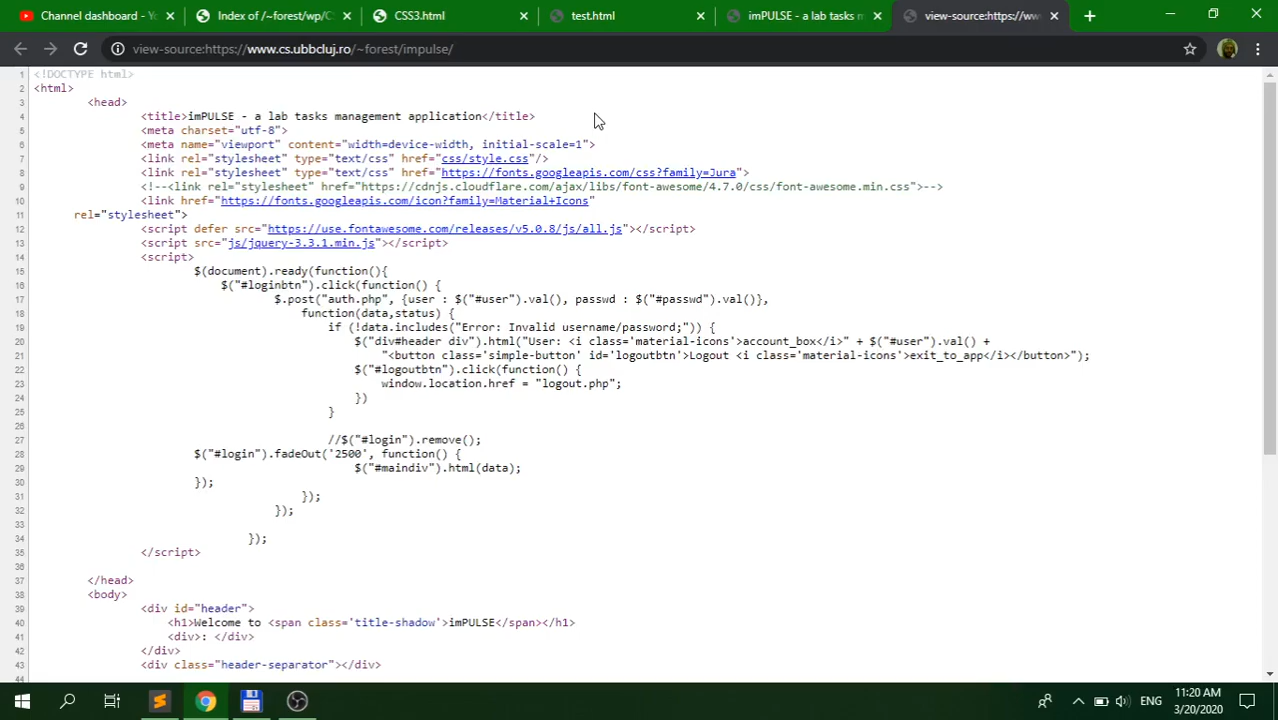 Channel dashboard - Yo
Index of /~forest/wp/CS
CSS3.html
test.html
imPULSE - a lab tasks m
view-source:https://ww
view-source:https://www.cs.ubbcluj.ro/~forest/impulse/
1 <!DOCTYPE html>
2 <html>
3 <head>
4 <title>imPULSE - a lab tasks management application</title>
5 <meta charset="utf-8">
6 <meta name="viewport" content="width=device-width, initial-scale=1">
7 <link rel="stylesheet" type="text/css" href="css/style.css"/>
8 <link rel="stylesheet" type="text/css" href="https://fonts.googleapis.com/css?family=Jura">
9 <!--<link rel="stylesheet" href="https://cdnjs.cloudflare.com/ajax/libs/font-awesome/4.7.0/css/font-awesome.min.css">-->
10 <link href="https://fonts.googleapis.com/icon?family=Material+Icons"
11 rel="stylesheet">
12 <script defer src="https://use.fontawesome.com/releases/v5.0.8/js/all.js"></script>
13 <script src="js/jquery-3.3.1.min.js"></script>
14 <script>
15 $(document).ready(function(){
16 $("#loginbtn").click(function() {
17 $.post("auth.php", {user : $("#user").val(), passwd : $("#passwd").val()},
18 function(data,status) {
19 if (!data.includes("Error: Invalid username/password;")) {
20 $("div#header div").html("User: <i class='material-icons'>account_box</i>" + $("#user").val() +
21 "<button class='simple-button' id='logoutbtn'>Logout <i class='material-icons'>exit_to_app</i></button>");
22 $("#logoutbtn").click(function() {
23 window.location.href = "logout.php";
24 })
25 }
26
27 //$("#login").remove();
28 $("#login").fadeOut('2500', function() {
29 $("#maindiv").html(data);
30 });
31 });
32 });
33
34 });
35 </script>
36
37 </head>
38 <body>
39 <div id="header">
40 <h1>Welcome to <span class='title-shadow'>imPULSE</span></h1>
41 <div>: </div>
42 </div>
43 <div class="header-separator"></div>
44
ENG
11:20 AM
3/20/2020